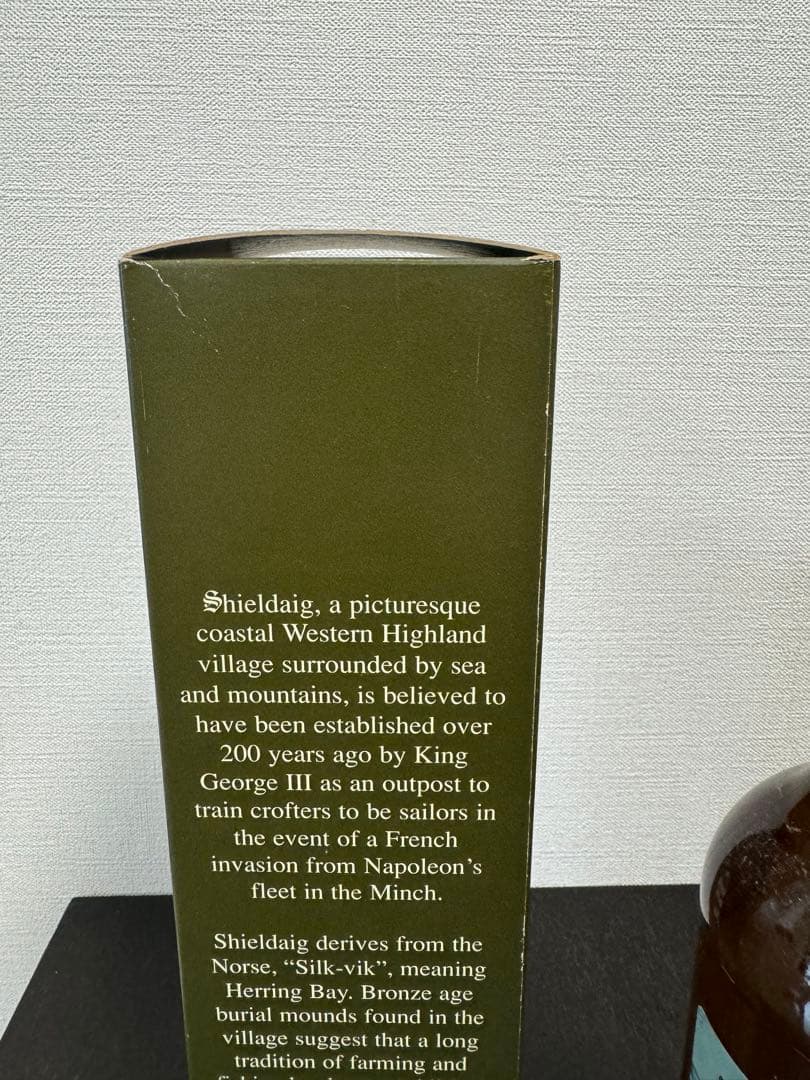 Shieldaig, a picturesque
coastal Western Highland
village surrounded by sea
and mountains, is believed to
have been established over
200 years ago by King
George III as an outpost to
train crofters to be sailors in
the event of a French
invasion from Napoleon's
fleet in the Minch.
Shieldaig derives from the
Norse, “Silk-vik”, meaning
Herring Bay. Bronze age
burial mounds found in the
village suggest that a long
tradition of farming and